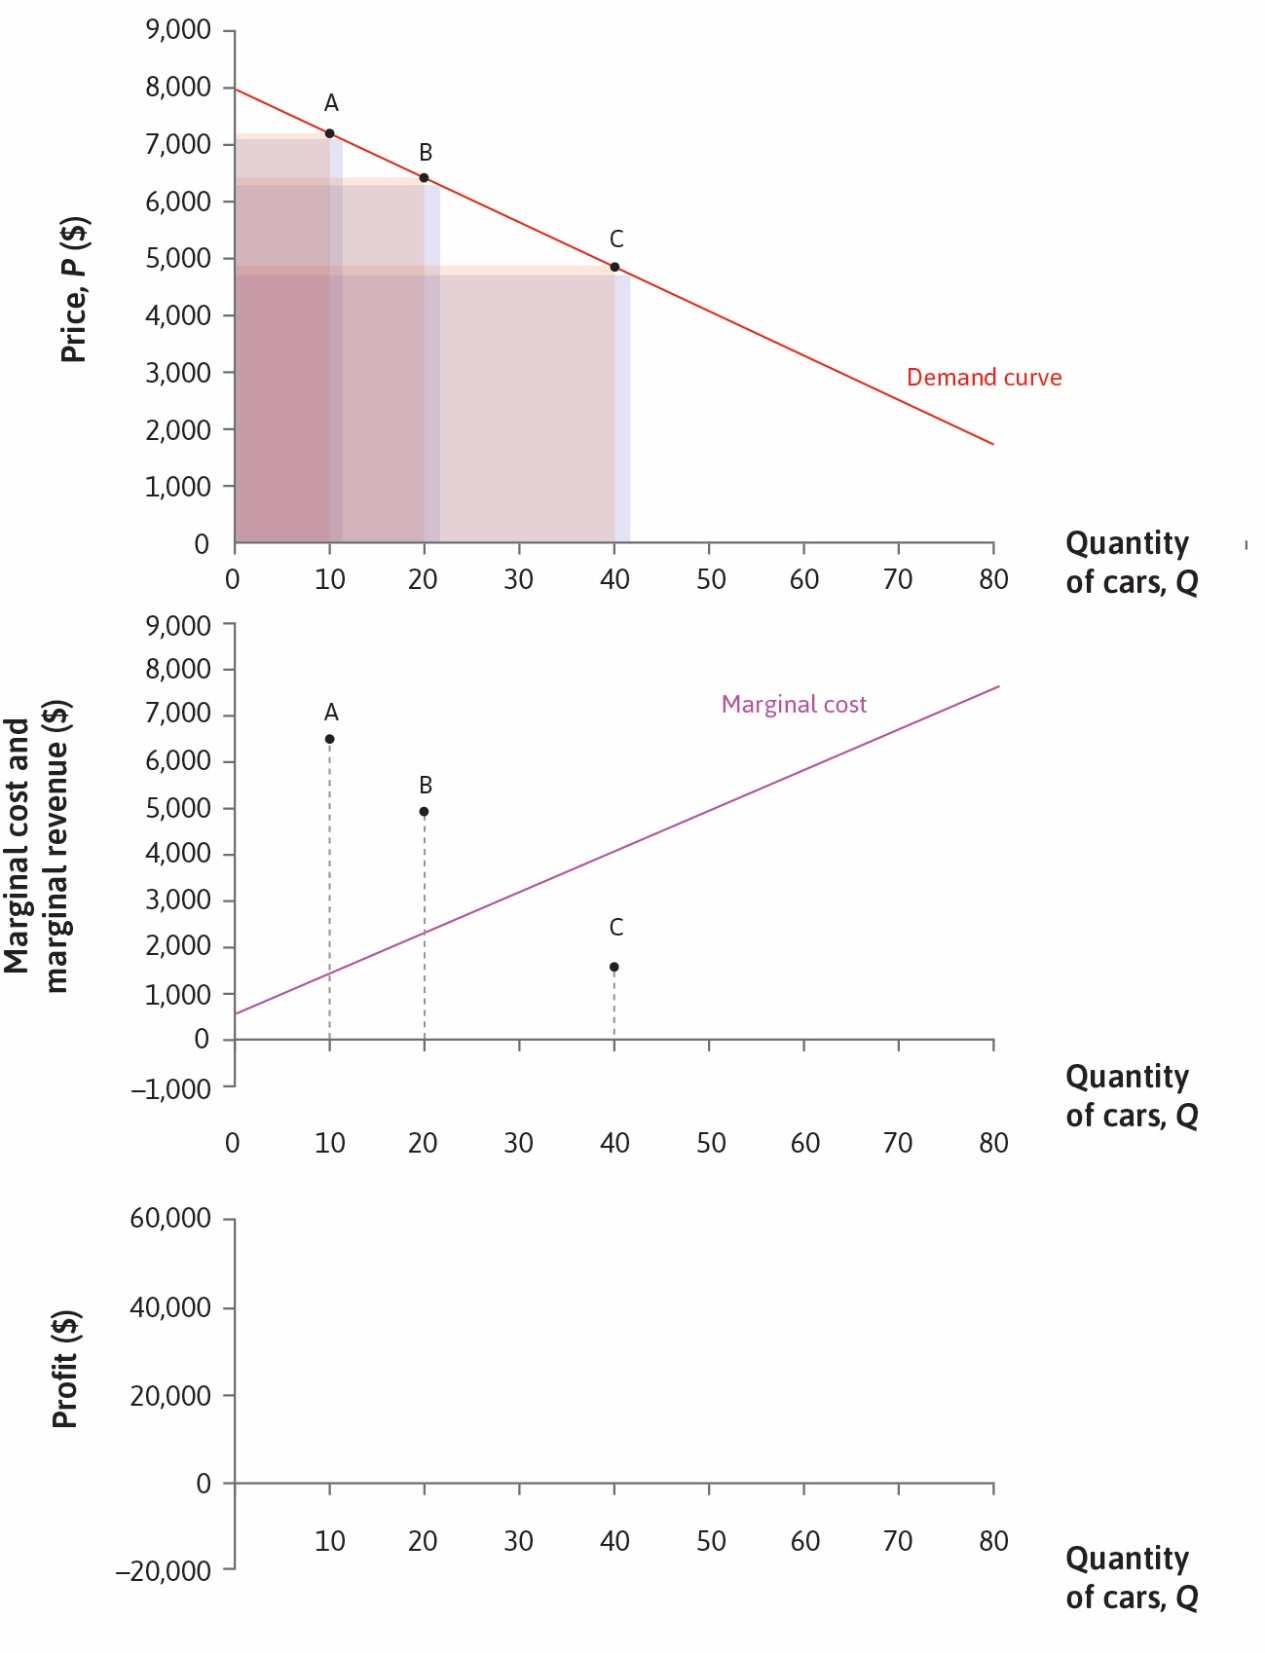 9,000
8,000
7,000
6,000
5,000
4,000
3,000
2,000
1,000
0
Price, P ($)
A
B
C
Demand curve
0 10 20 30 40 50 60 70 80
Quantity
of cars, Q
9,000
8,000
7,000
6,000
5,000
4,000
3,000
2,000
1,000
0
–1,000
Marginal cost and
marginal revenue ($)
A
B
C
Marginal cost
0 10 20 30 40 50 60 70 80
Quantity
of cars, Q
60,000
40,000
20,000
0
–20,000
Profit ($)
10 20 30 40 50 60 70 80
Quantity
of cars, Q